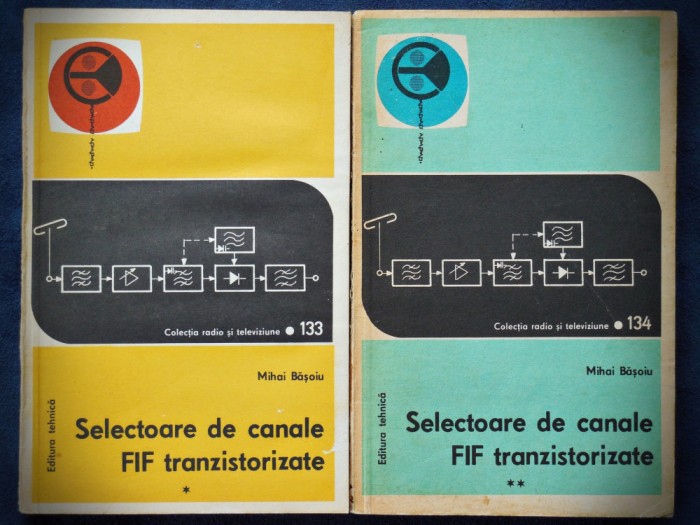 Colecția radio și televiziune ● 133
Mihai Bășoiu
Editura tehnică
Selectoare de canale
FIF tranzistorizate
*
Colecția radio și televiziune ● 134
Mihai Bășoiu
Editura tehnică
Selectoare de canale
FIF tranzistorizate
**